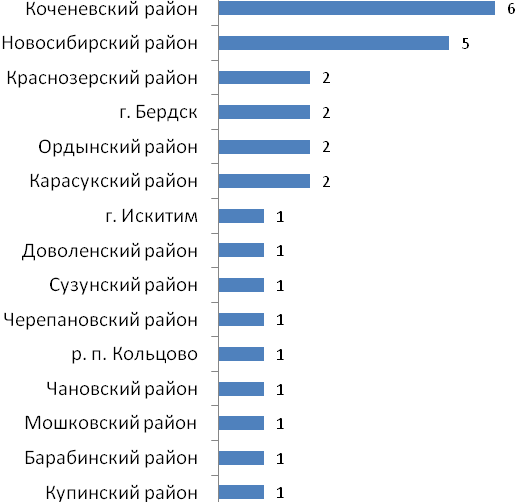 Коченевский район 6
Новосибирский район 5
Краснозерский район 2
г. Бердск 2
Ордынский район 2
Карасукский район 2
г. Искитим 1
Доволенский район 1
Сузунский район 1
Черепановский район 1
р. п. Кольцово 1
Чановский район 1
Мошковский район 1
Барабинский район 1
Купинский район 1